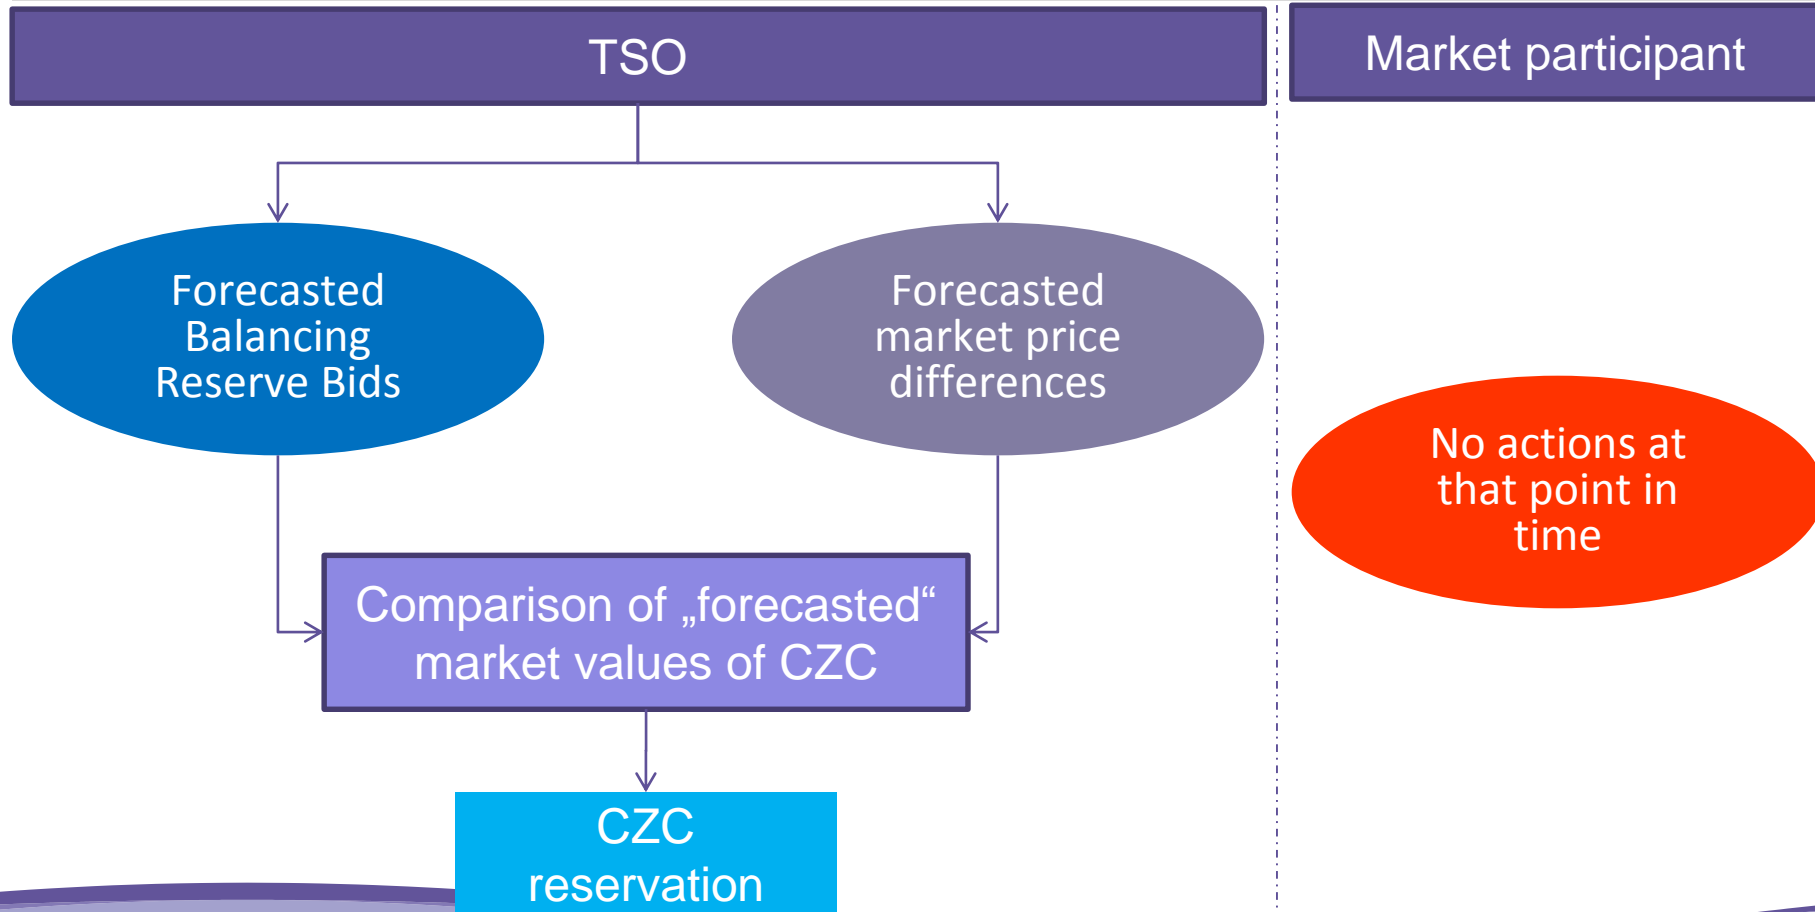 TSO
Market participant
Forecasted
Balancing
Reserve Bids
Forecasted
market price
differences
No actions at
that point in
time
Comparison of „forecasted“
market values of CZC
CZC
reservation